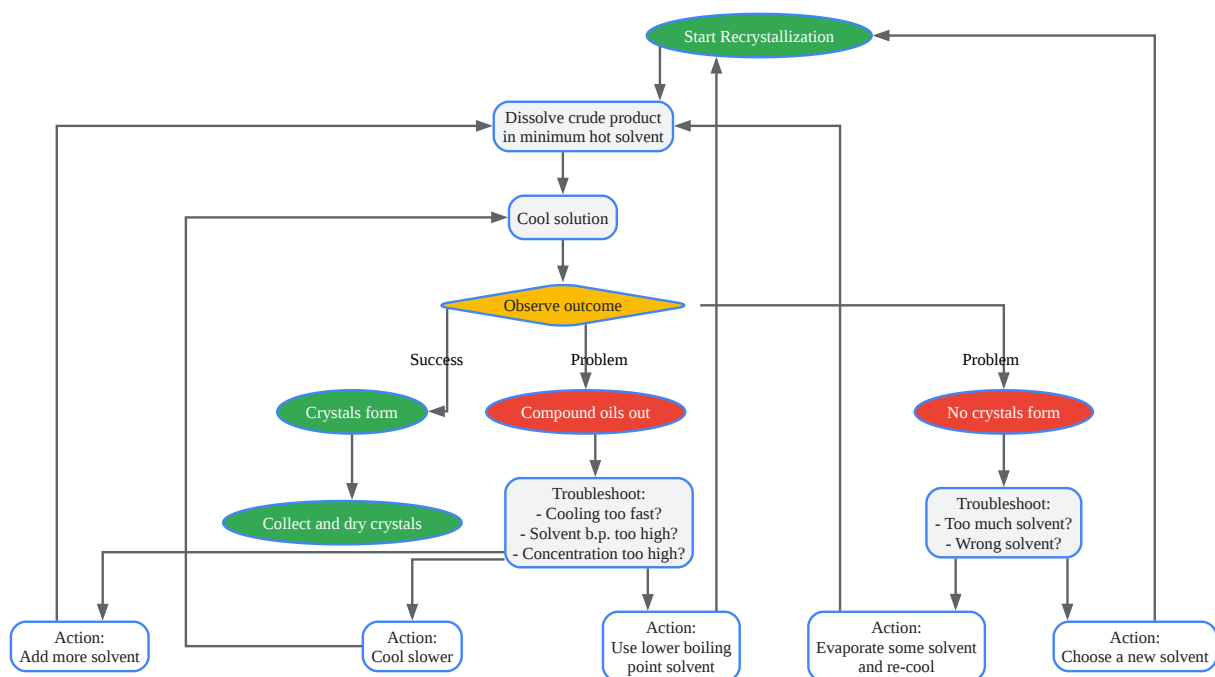 Start Recrystallization
Dissolve crude product
in minimum hot solvent
Cool solution
Observe outcome
Success
Problem
Problem
Crystals form
Compound oils out
No crystals form
Collect and dry crystals
Troubleshoot:
- Cooling too fast?
- Solvent b.p. too high?
- Concentration too high?
Troubleshoot:
- Too much solvent?
- Wrong solvent?
Action:
Add more solvent
Action:
Cool slower
Action:
Use lower boiling
point solvent
Action:
Evaporate some solvent
and re-cool
Action:
Choose a new solvent